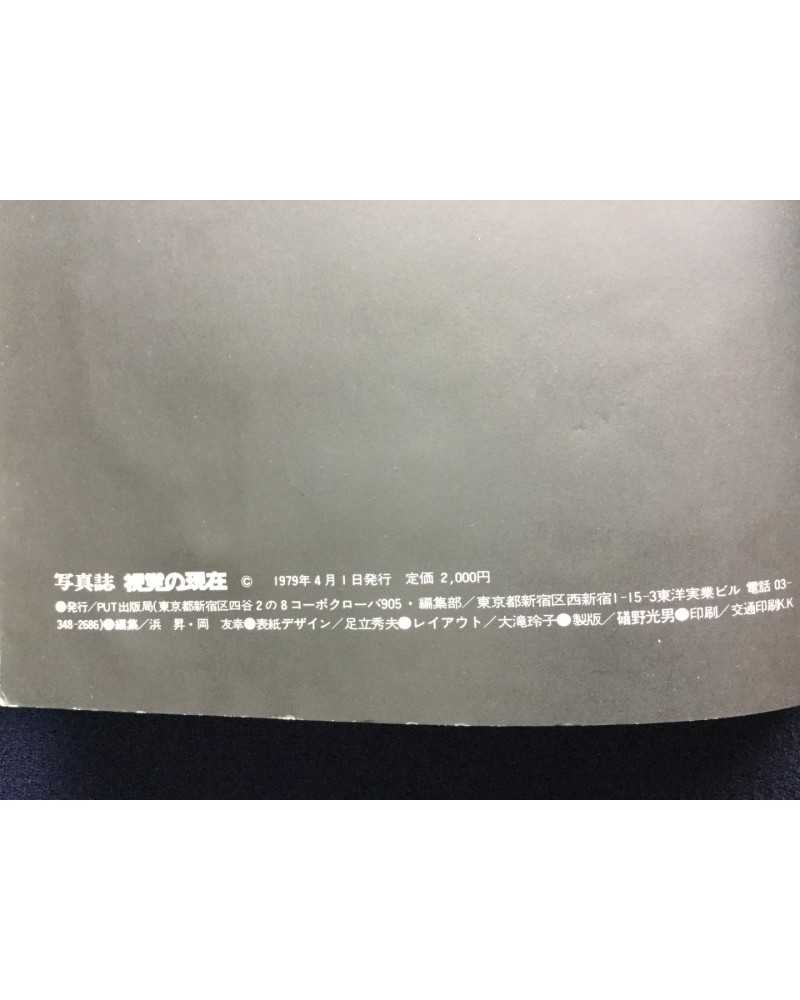 写真誌 視覚の現在 © 1979年4月1日発行 定価 2,000円
●発行/PUT出版局(東京都新宿区四谷2の8コーポクローバ905・編集部/東京都新宿区西新宿1-15-3東洋実業ビル 電話 03-
348-2686)●編集/浜 昇・岡 友幸●表紙デザイン/足立秀夫●レイアウト/大滝玲子●製版/礒野光男●印刷/交通印刷KK